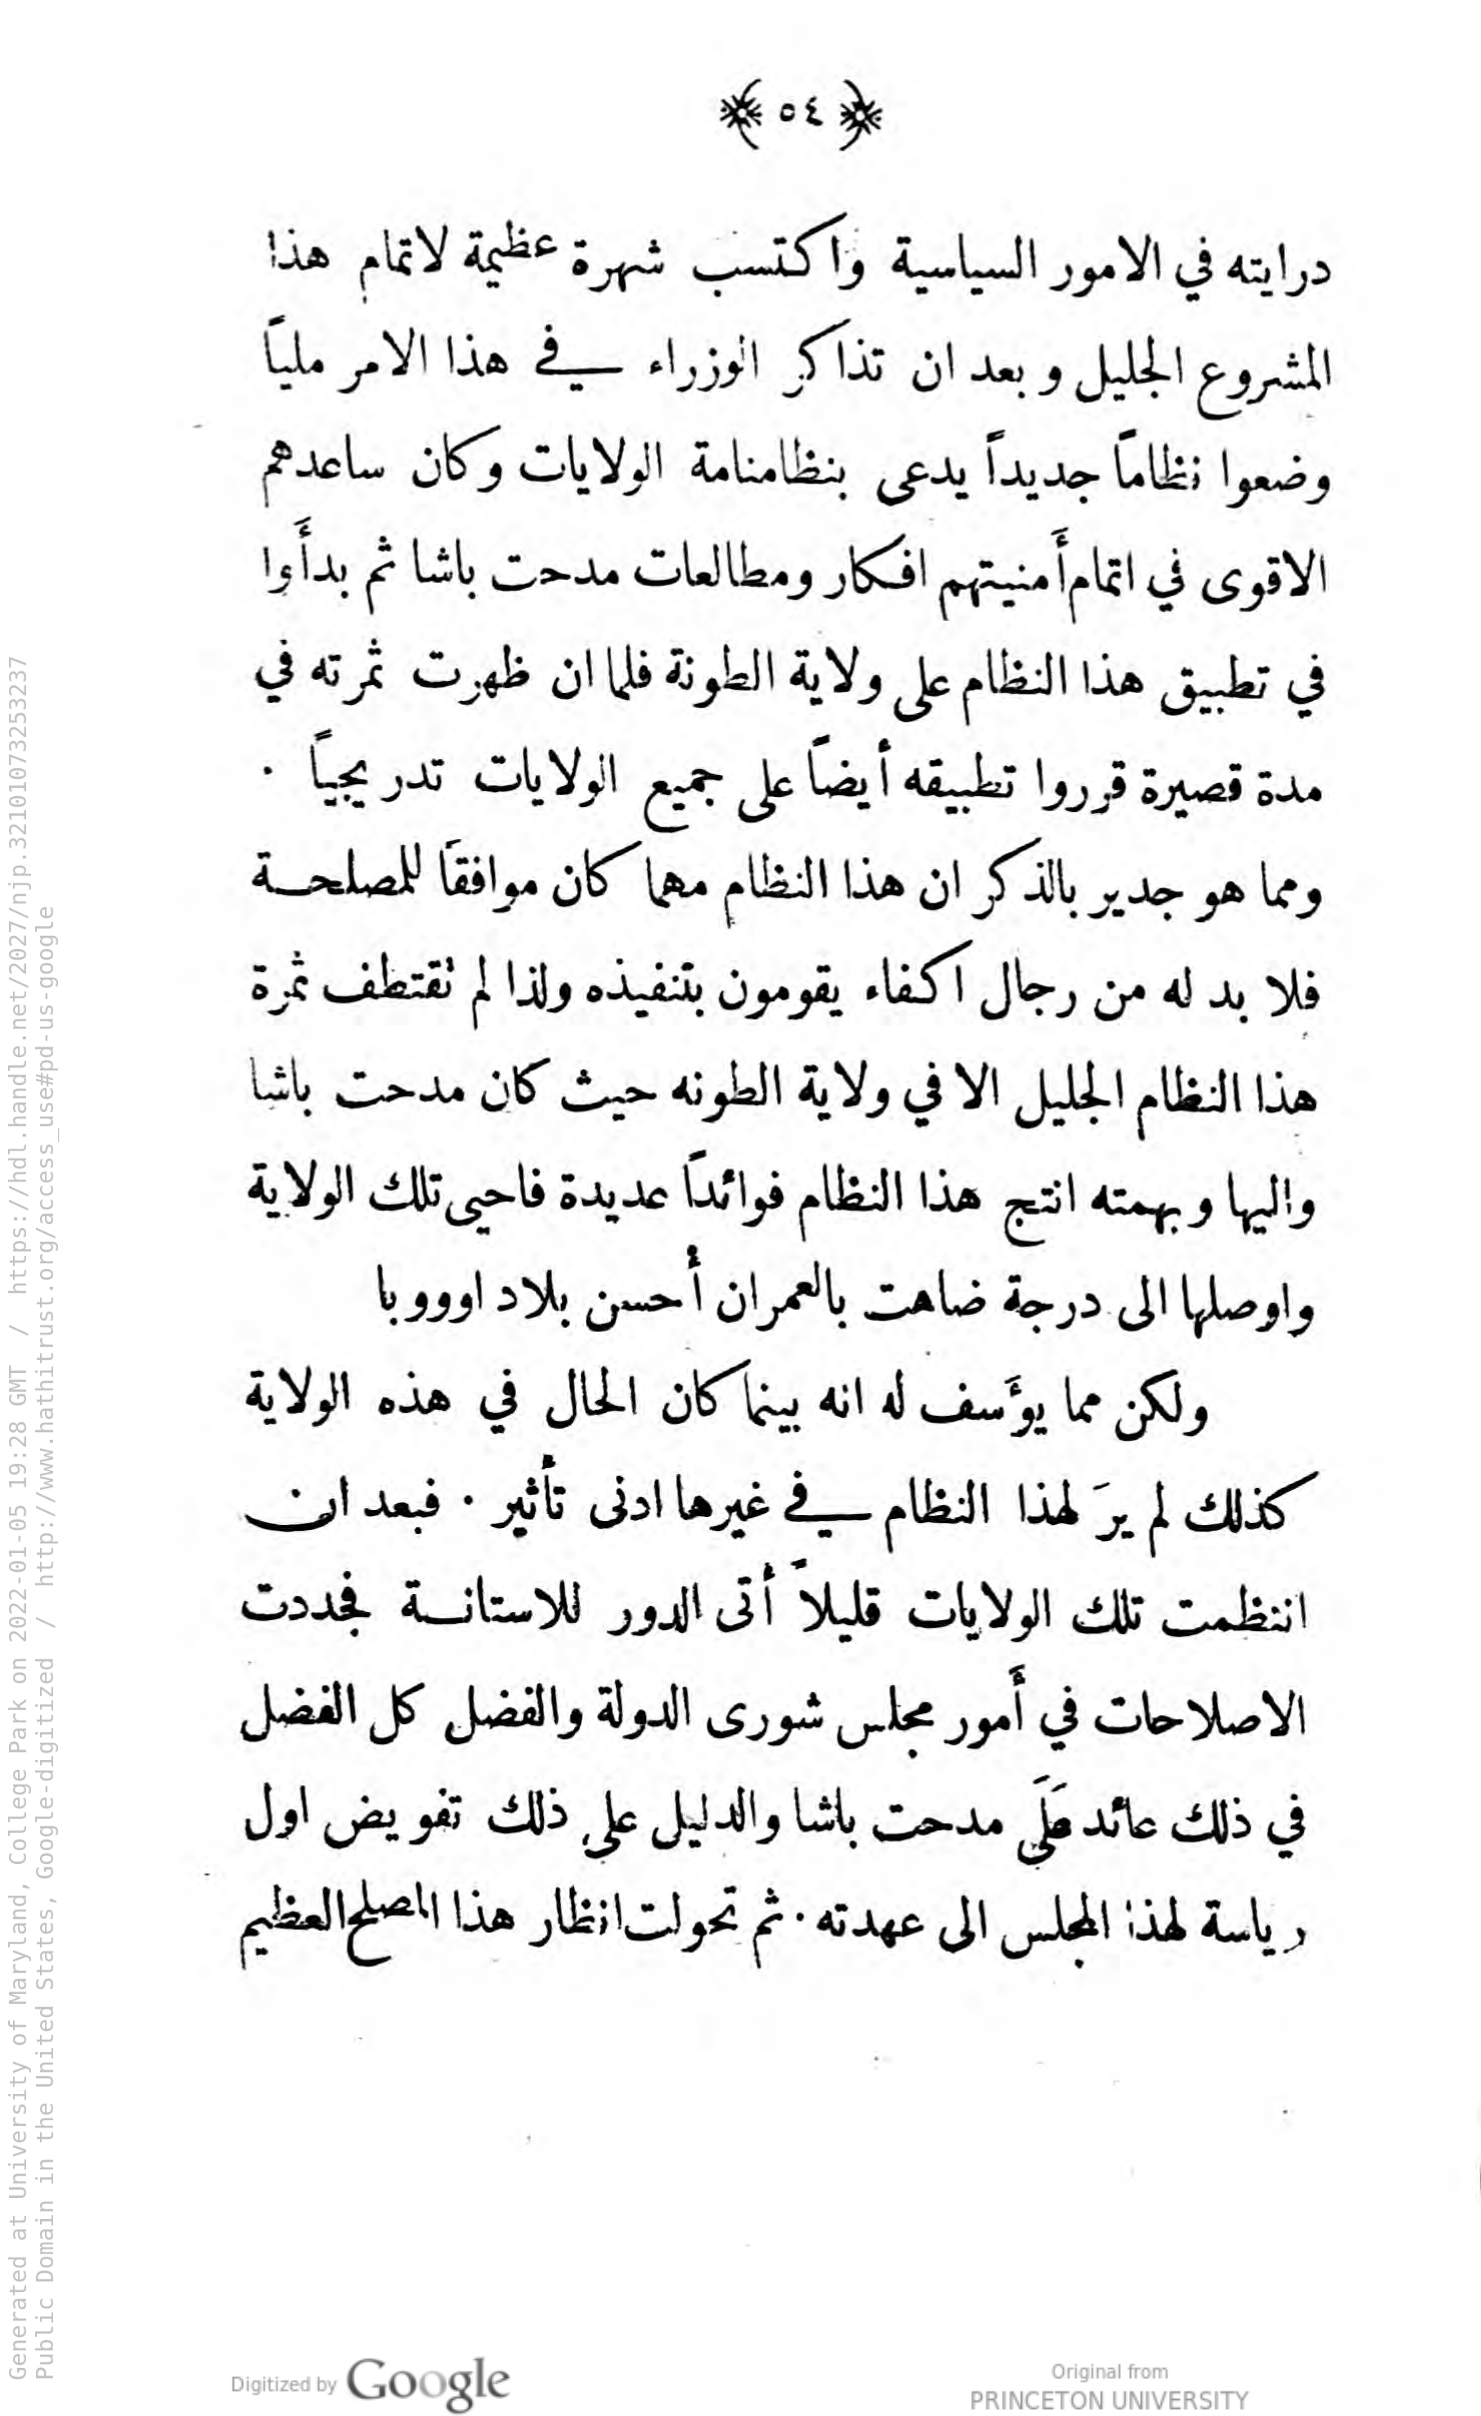 ٥٤
درايته في الامور السياسية واكتسب شهرة عظيمة لاتمام هذا
المشروع الجليل وبعد ان تذاكر الوزراء في هذا الامر ملياً
وضعوا نظاماً جديداً يدعى بنظامنامة الولايات وكان ساعدهم
الاقوى في اتمام أَمنيتهم افكار ومطالعات مدحت باشا ثم بدأَوا
في تطبيق هذا النظام على ولاية الطونة فلما ان ظهرت ثمرته في
مدة قصيرة قرروا تطبيقه أيضاً على جميع الولايات تدريجياً .
ومما هو جدير بالذكر ان هذا النظام مهما كان موافقاً للمصلحة
فلا بد له من رجال اكفاء يقومون بتنفيذه ولذا لم تقتطف ثمرة
هذا النظام الجليل الا في ولاية الطونه حيث كان مدحت باشا
واليها وبهمته انتج هذا النظام فوائداً عديدة فاحيى تلك الولاية
واوصلها الى درجة ضاهت بالعمران أحسن بلاد اوووبا
ولكن مما يؤَسف له انه بينما كان الحال في هذه الولاية
كذلك لم يرَ لهذا النظام في غيرها ادنى تأثير . فبعد ان
انتظمت تلك الولايات قليلاً أتى الدور للاستانة فجددت
الاصلاحات في أَمور مجلس شورى الدولة والفضل كل الفضل
في ذلك عائد عَلَى مدحت باشا والدليل على ذلك تفويض اول
رياسة لهذا المجلس الى عهدته . ثم تحولت انظار هذا المصلح العظيم
Generated at University of Maryland, College Park on 2022-01-05 19:28 GMT / https://hdl.handle.net/2027/njp.32101073253237
Public Domain in the United States, Google-digitized / http://www.hathitrust.org/access_use#pd-us-google
Digitized by Google
Original from
PRINCETON UNIVERSITY